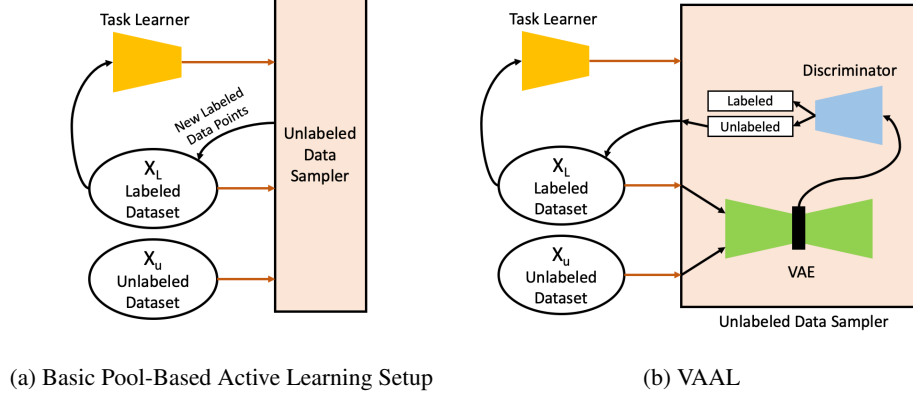 Task Learner
New Labeled
Data Points
Unlabeled
Data
Sampler
X_L
Labeled
Dataset
X_u
Unlabeled
Dataset
(a) Basic Pool-Based Active Learning Setup
Task Learner
Discriminator
Labeled
Unlabeled
X_L
Labeled
Dataset
X_u
Unlabeled
Dataset
VAE
Unlabeled Data Sampler
(b) VAAL